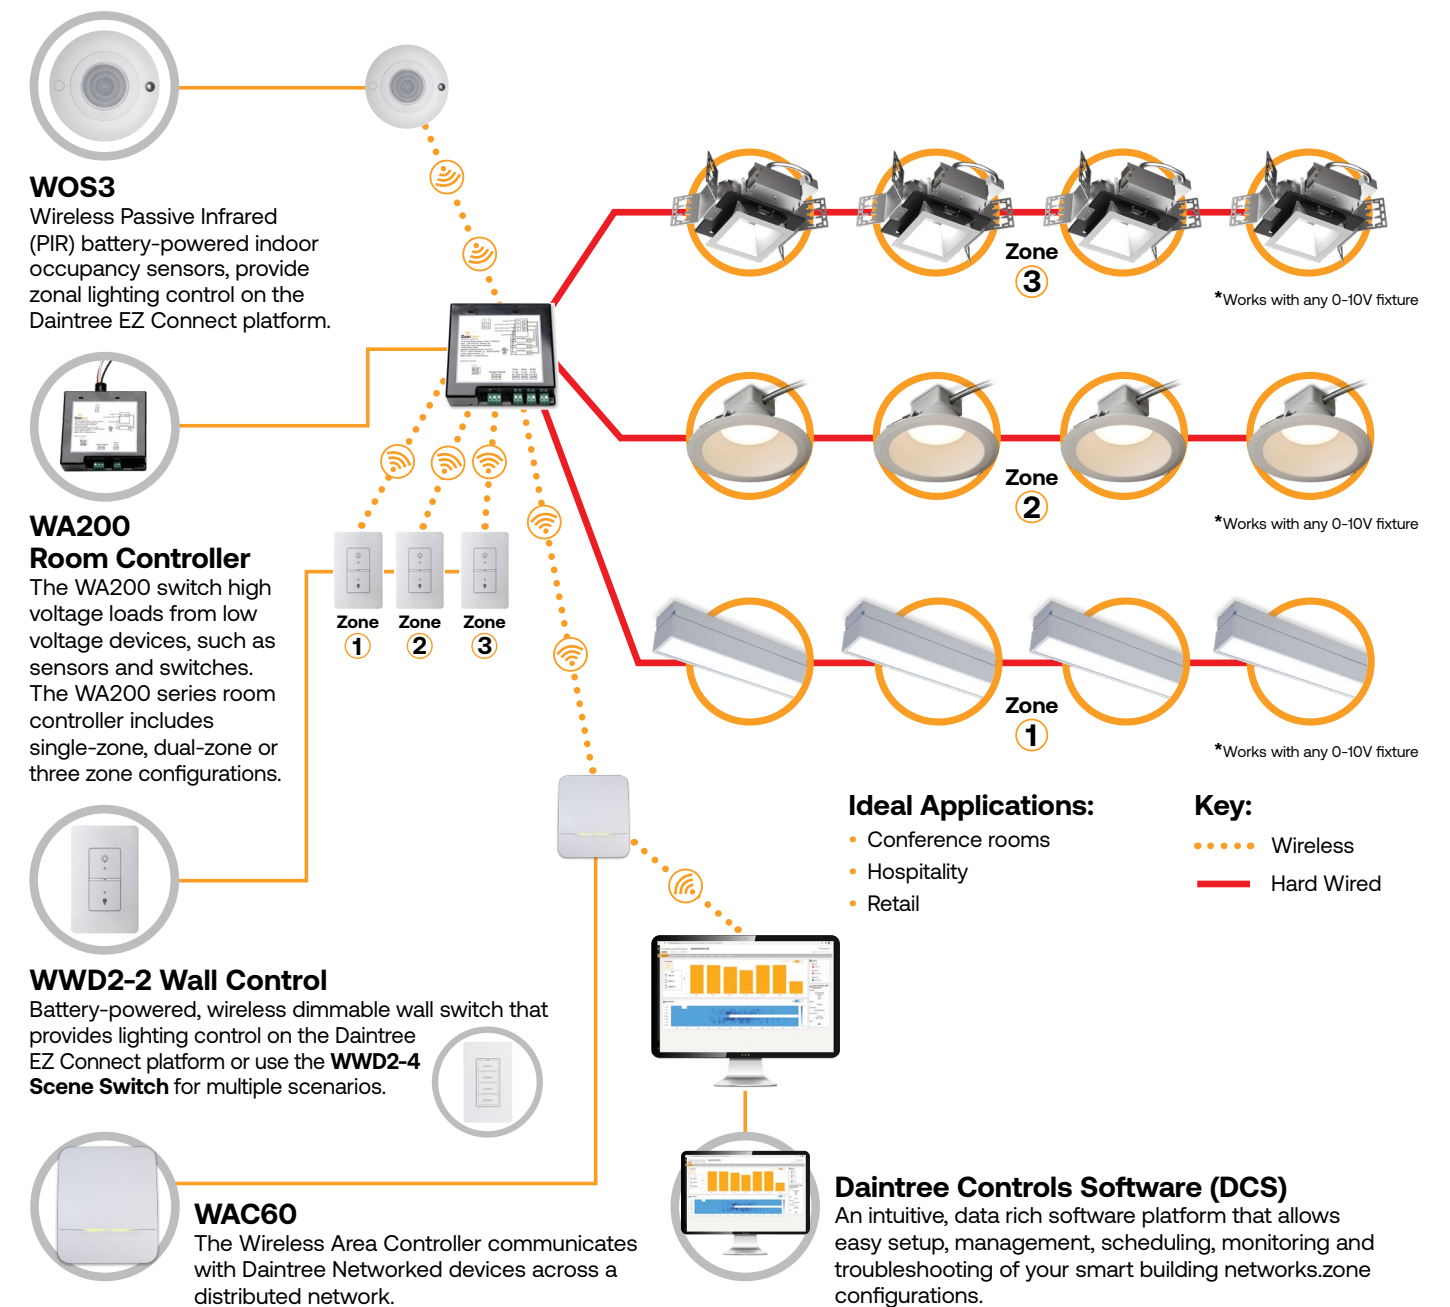 WOS3
Wireless Passive Infrared
(PIR) battery-powered indoor
occupancy sensors, provide
zonal lighting control on the
Daintree EZ Connect platform.
WA200
Room Controller
The WA200 switch high
voltage loads from low
voltage devices, such as
sensors and switches.
The WA200 series room
controller includes
single-zone, dual-zone or
three zone configurations.
Zone
1
Zone
2
Zone
3
Zone
3
*Works with any 0-10V fixture
Zone
2
*Works with any 0-10V fixture
Zone
1
*Works with any 0-10V fixture
Ideal Applications:
• Conference rooms
• Hospitality
• Retail
Key:
Wireless
Hard Wired
WWD2-2 Wall Control
Battery-powered, wireless dimmable wall switch that
provides lighting control on the Daintree
EZ Connect platform or use the WWD2-4
Scene Switch for multiple scenarios.
WAC60
The Wireless Area Controller communicates
with Daintree Networked devices across a
distributed network.
Daintree Controls Software (DCS)
An intuitive, data rich software platform that allows
easy setup, management, scheduling, monitoring and
troubleshooting of your smart building networks.zone
configurations.